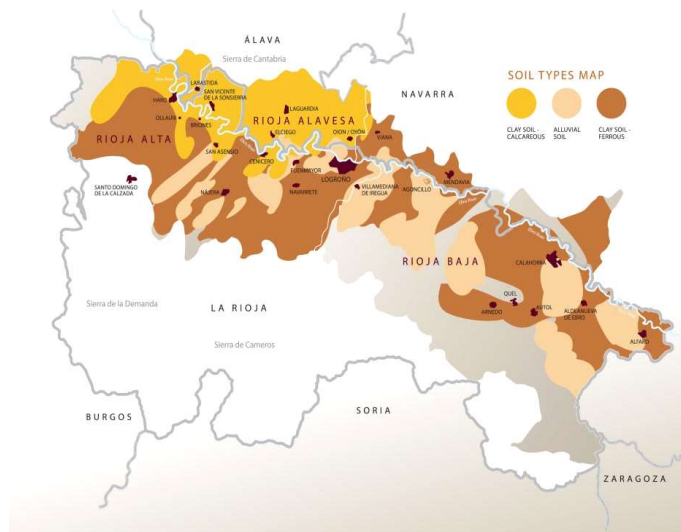 ÁLAVA
Sierra de Cantabria
NAVARRA
SOIL TYPES MAP
CLAY SOIL -
CALCAREOUS
ALLUVIAL
SOIL
CLAY SOIL -
FERROUS
LABASTIDA
HARO
SAN VICENTE
DE LA SONSIERRA
LAGUARDIA
RIOJA ALAVESA
OLLAURI
BRIONES
RIOJA ALTA
ELCIEGO
OION / OYÓN
VIANA
SAN ASENSIO
CENICERO
FUENMAYOR
LOGROÑO
SANTO DOMINGO
DE LA CALZADA
NÁJERA
NAVARRETE
VILLAMEDIANA
DE IREGUA
AGONCILLO
MENDAVIA
Ebro River
RIOJA BAJA
CALAHORRA
Sierra de la Demanda
LA RIOJA
QUEL
ARNEDO
AUTOL
ALDEANUEVA
DE EBRO
ALFARO
Sierra de Cameros
BURGOS
SORIA
ZARAGOZA